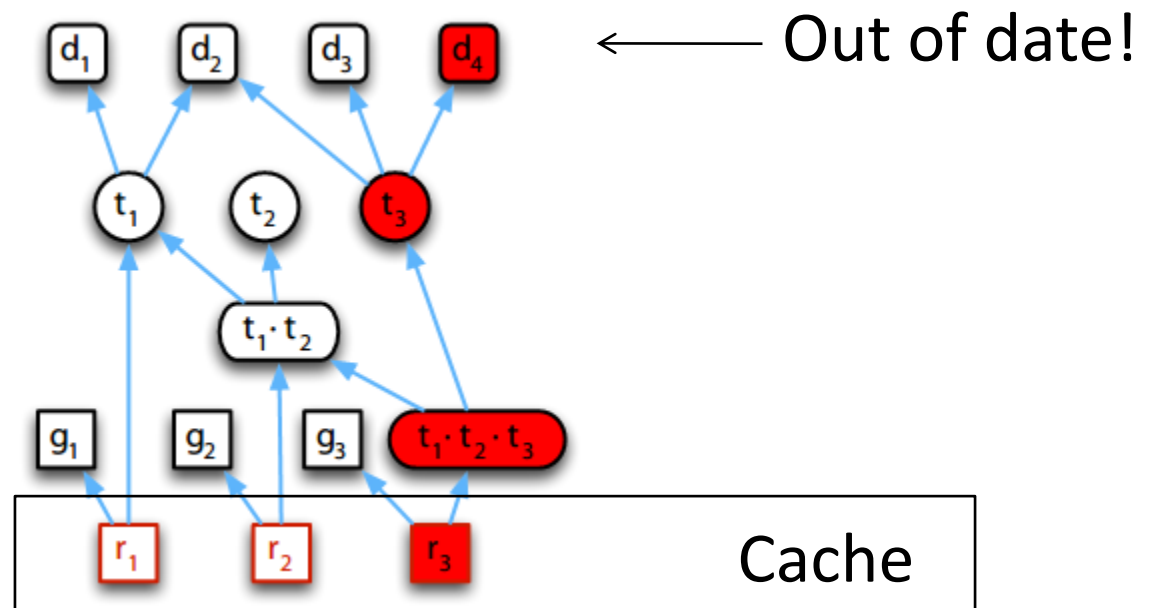 d₁ d₂ d₃ d₄ Out of date!
t₁ t₂ t₃
t₁·t₂
g₁ g₂ g₃ t₁·t₂·t₃
r₁ r₂ r₃ Cache